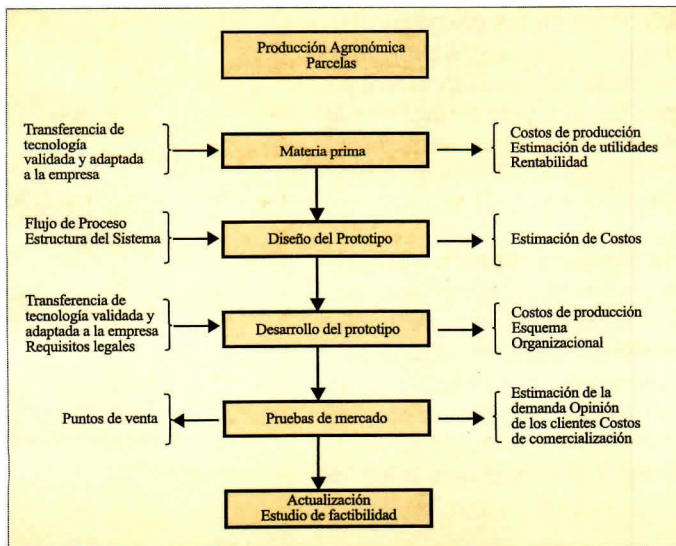 Producción Agronómica
Parcelas
Transferencia de
tecnología
validada y adaptada
a la empresa
Materia prima
Costos de producción
Estimación de utilidades
Rentabilidad
Flujo de Proceso
Estructura del Sistema
Diseño del Prototipo
Estimación de Costos
Transferencia de
tecnología validada y
adaptada a la empresa
Requisitos legales
Desarrollo del prototipo
Costos de producción
Esquema
Organizacional
Puntos de venta
Pruebas de mercado
Estimación de la
demanda Opinión
de los clientes Costos
de comercialización
Actualización
Estudio de factibilidad